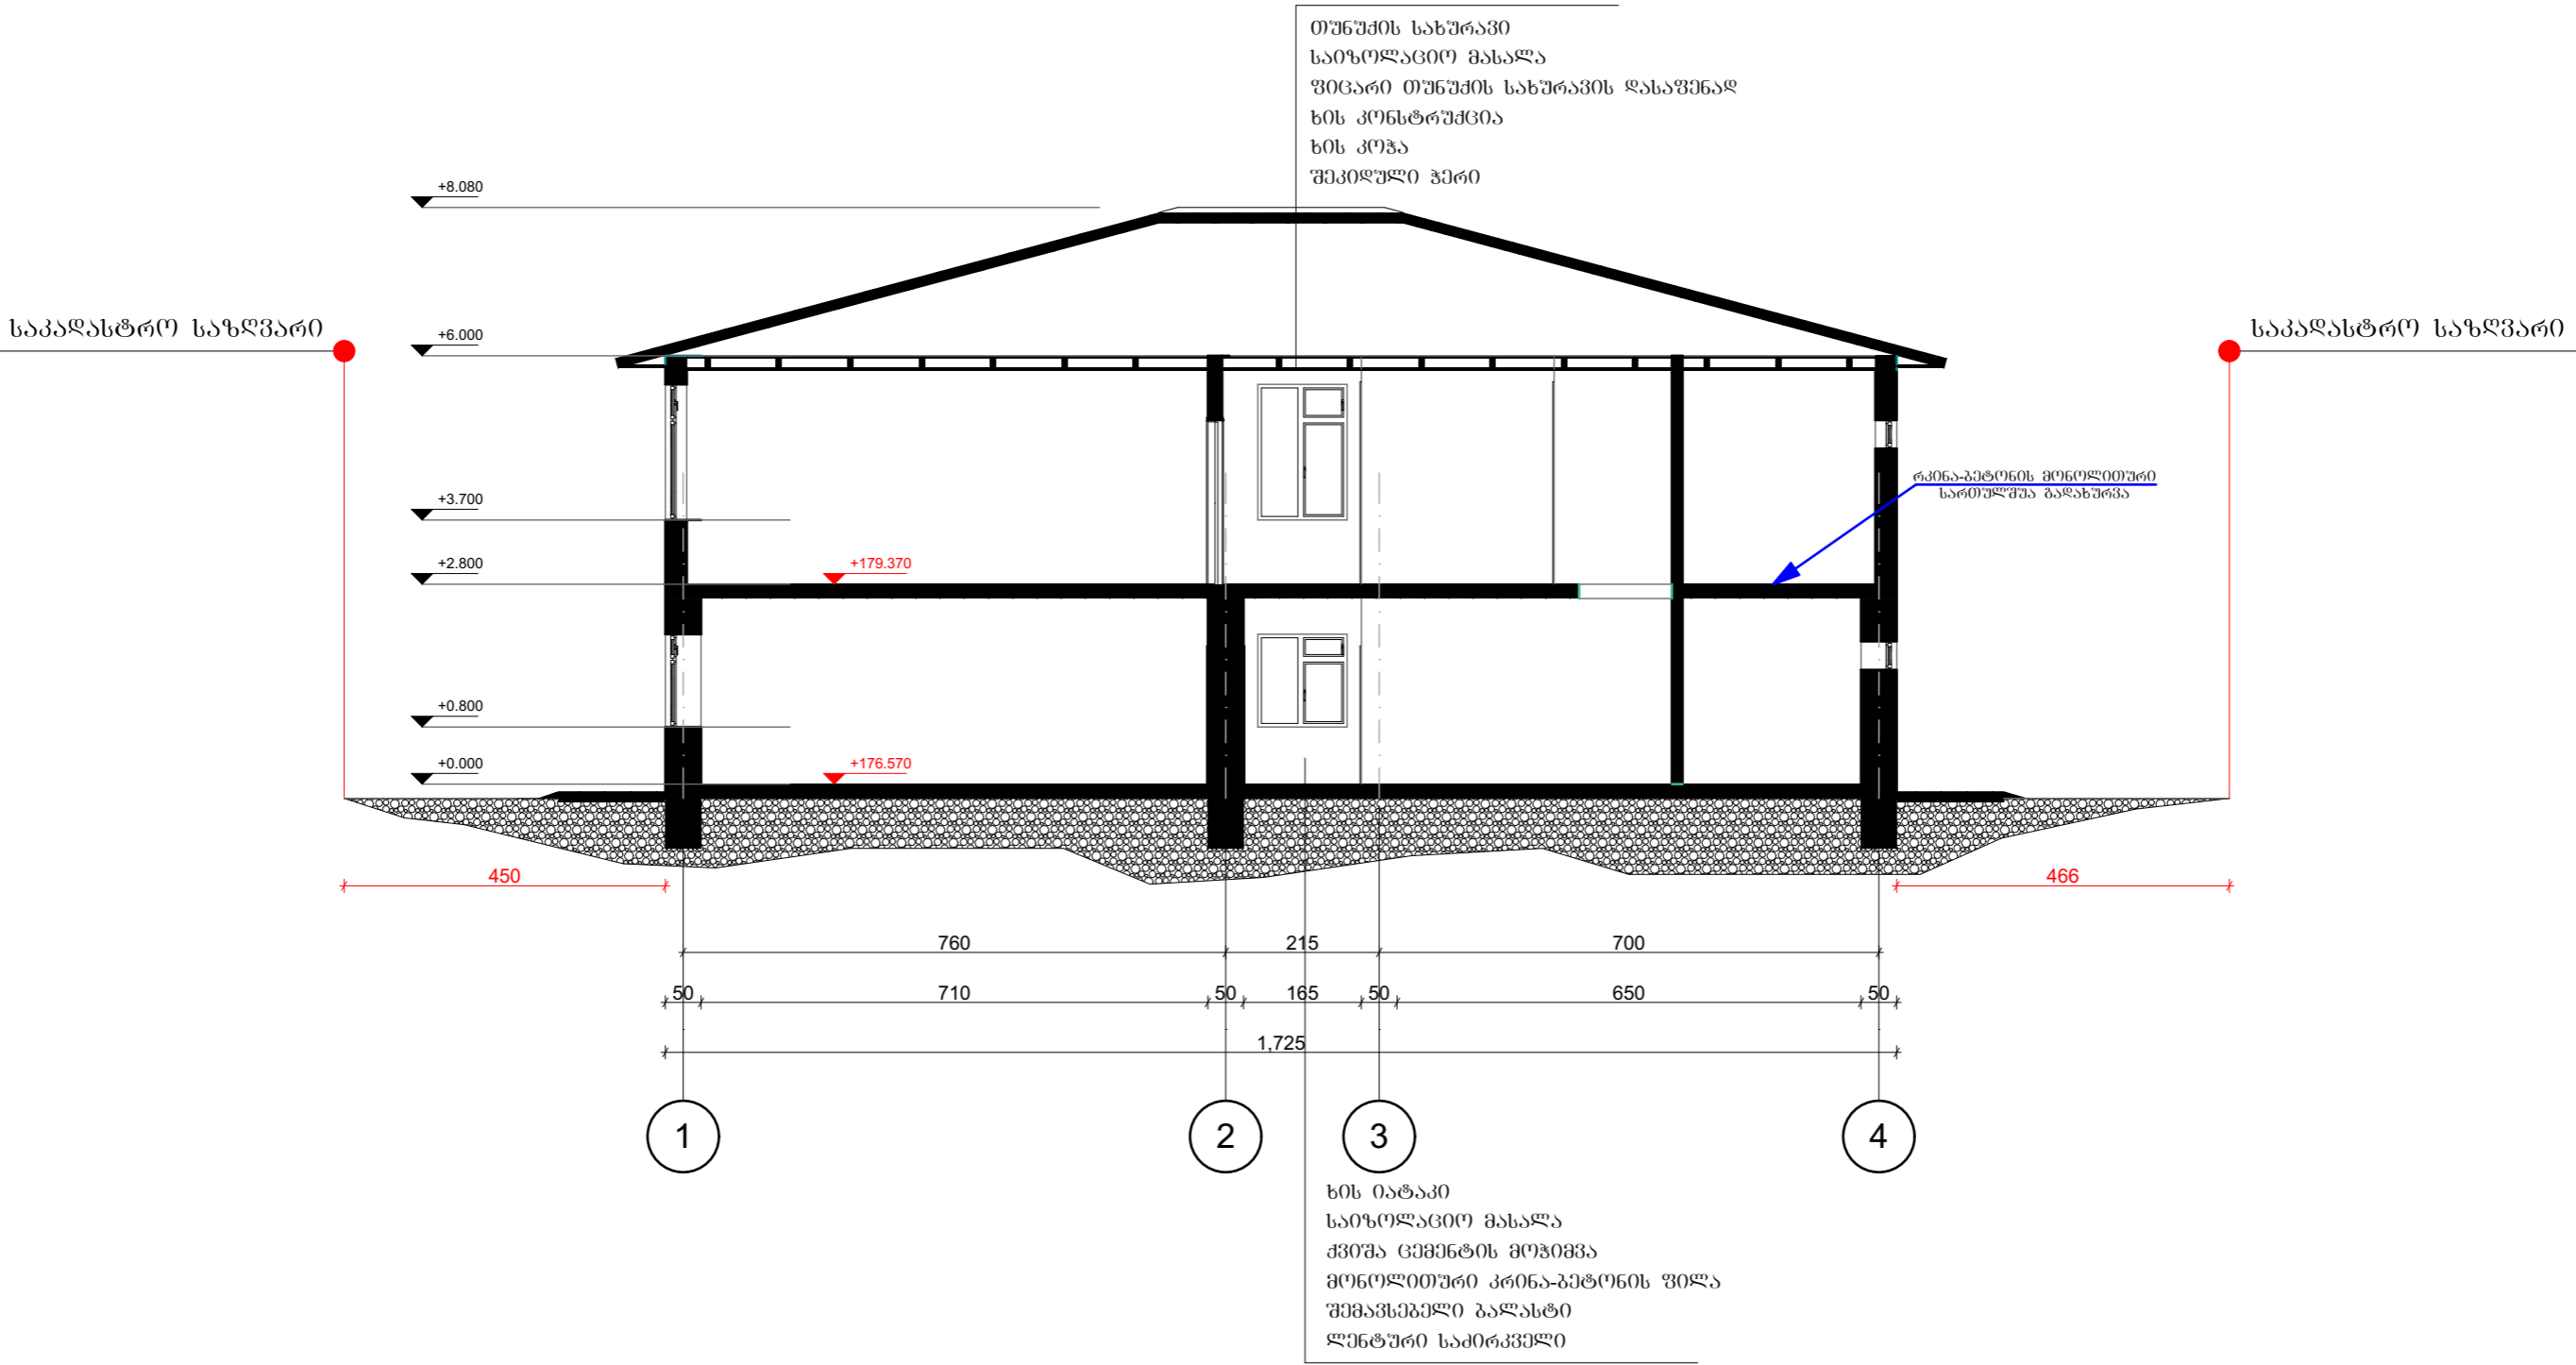 თუნუქის სახურავი
საიზოლაციო მასალა
ფიცარი თუნუქის სახურავის დასაფენად
ხის კონსტრუქცია
ხის კოჭა
შეკიდული ჭერი
+8.080
საკადასტრო საზღვარი
+6.000
საკადასტრო საზღვარი
რკინა-ბეტონის მონოლითური
სართულშუა გადახურვა
+3.700
+2.800
+179.370
+0.800
+0.000
+176.570
450
466
760
215
700
50
710
50
165
50
650
50
1,725
1
2
3
4
ხის იატაკი
საიზოლაციო მასალა
ქვიშა ცემენტის მოჭიმვა
მონოლითური კრინა-ბეტონის ფილა
შემავსებელი ბალასტი
ლენტური საძირკველი